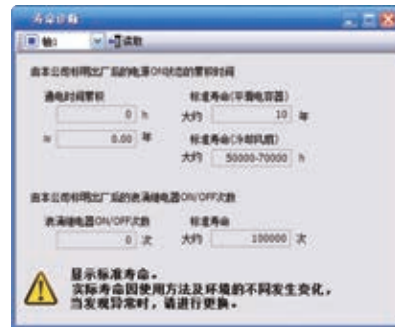 寿命诊断
轴1 读取
由本公司标明出厂后的电源ON状态的累积时间
通电时间累积 标准寿命(平滑电容器)
0 h 大约 10 年
≈ 0.00 年 标准寿命(冷却风扇)
大约 50000-70000 h
由本公司标明出厂后的浪涌继电器ON/OFF次数
浪涌继电器ON/OFF次数 标准寿命
0 次 大约 100000 次
显示标准寿命。
实际寿命因使用方法及环境的不同发生变化，
当发现异常时，请进行更换。